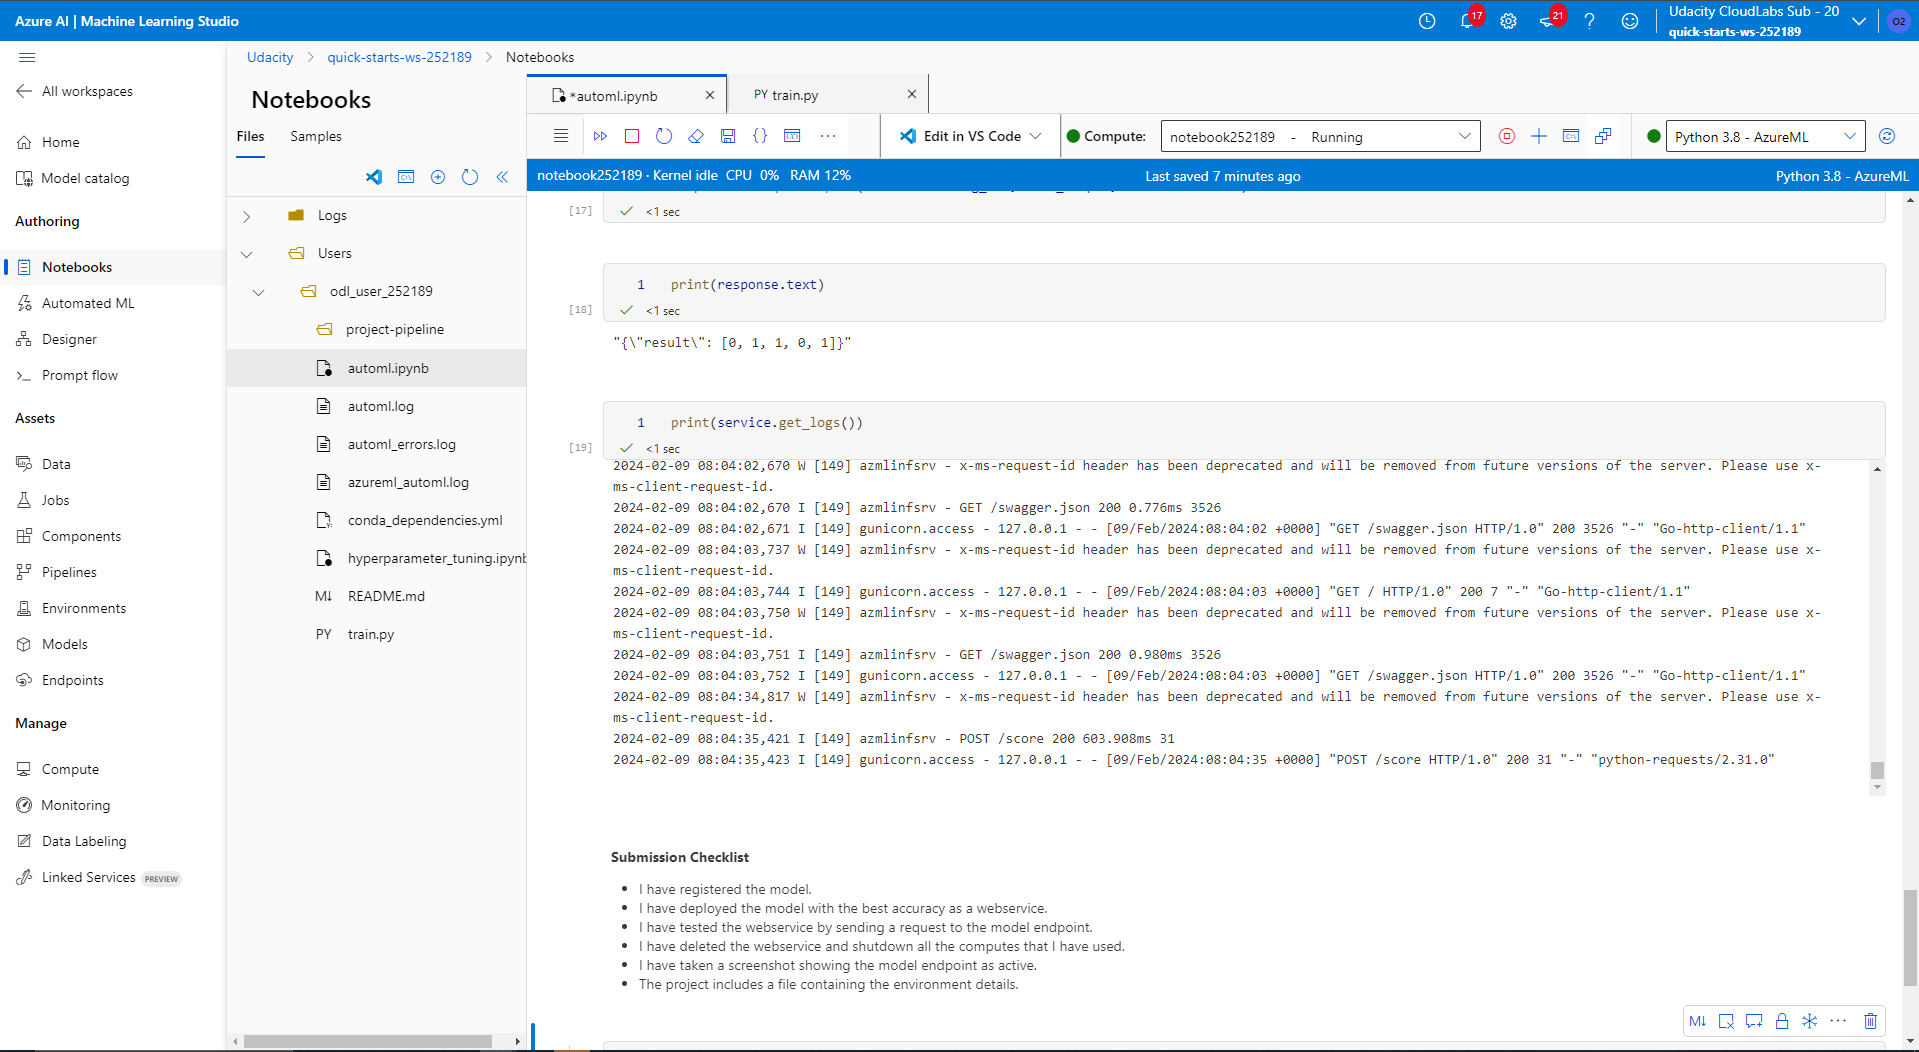 Azure AI | Machine Learning Studio
17
21
?
Udacity CloudLabs Sub - 20
quick-starts-ws-252189
O2
All workspaces
Home
Model catalog
Authoring
Notebooks
Automated ML
Designer
Prompt flow
Assets
Data
Jobs
Components
Pipelines
Environments
Models
Endpoints
Manage
Compute
Monitoring
Data Labeling
Linked Services PREVIEW
Udacity > quick-starts-ws-252189 > Notebooks
Notebooks
Files Samples
Logs
Users
odl_user_252189
project-pipeline
automl.ipynb
automl.log
automl_errors.log
azureml_automl.log
conda_dependencies.yml
hyperparameter_tuning.ipynb
M↓ README.md
PY train.py
*automl.ipynb
PY train.py
Edit in VS Code
Compute: notebook252189 - Running
Python 3.8 - AzureML
notebook252189 · Kernel idle CPU 0% RAM 12%
Last saved 7 minutes ago
Python 3.8 - AzureML
[17] <1 sec
1 print(response.text)
[18] <1 sec
"{\"result\": [0, 1, 1, 0, 1]}"
1 print(service.get_logs())
[19] <1 sec
2024-02-09 08:04:02,670 W [149] azmlinfsrv - x-ms-request-id header has been deprecated and will be removed from future versions of the server. Please use x-
ms-client-request-id.
2024-02-09 08:04:02,670 I [149] azmlinfsrv - GET /swagger.json 200 0.776ms 3526
2024-02-09 08:04:02,671 I [149] gunicorn.access - 127.0.0.1 - - [09/Feb/2024:08:04:02 +0000] "GET /swagger.json HTTP/1.0" 200 3526 "-" "Go-http-client/1.1"
2024-02-09 08:04:03,737 W [149] azmlinfsrv - x-ms-request-id header has been deprecated and will be removed from future versions of the server. Please use x-
ms-client-request-id.
2024-02-09 08:04:03,744 I [149] gunicorn.access - 127.0.0.1 - - [09/Feb/2024:08:04:03 +0000] "GET / HTTP/1.0" 200 7 "-" "Go-http-client/1.1"
2024-02-09 08:04:03,750 W [149] azmlinfsrv - x-ms-request-id header has been deprecated and will be removed from future versions of the server. Please use x-
ms-client-request-id.
2024-02-09 08:04:03,751 I [149] azmlinfsrv - GET /swagger.json 200 0.980ms 3526
2024-02-09 08:04:03,752 I [149] gunicorn.access - 127.0.0.1 - - [09/Feb/2024:08:04:03 +0000] "GET /swagger.json HTTP/1.0" 200 3526 "-" "Go-http-client/1.1"
2024-02-09 08:04:34,817 W [149] azmlinfsrv - x-ms-request-id header has been deprecated and will be removed from future versions of the server. Please use x-
ms-client-request-id.
2024-02-09 08:04:35,421 I [149] azmlinfsrv - POST /score 200 603.908ms 31
2024-02-09 08:04:35,423 I [149] gunicorn.access - 127.0.0.1 - - [09/Feb/2024:08:04:35 +0000] "POST /score HTTP/1.0" 200 31 "-" "python-requests/2.31.0"
Submission Checklist
• I have registered the model.
• I have deployed the model with the best accuracy as a webservice.
• I have tested the webservice by sending a request to the model endpoint.
• I have deleted the webservice and shutdown all the computes that I have used.
• I have taken a screenshot showing the model endpoint as active.
• The project includes a file containing the environment details.
M↓